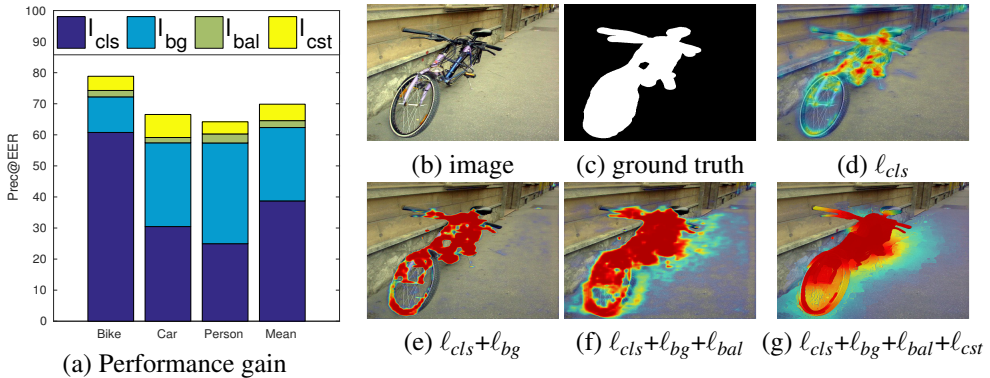 100
90
80
70
60
50
40
30
20
10
0
Prec@EER
l_cls l_bg l_bal l_cst
Bike Car Person Mean
(a) Performance gain
(b) image
(c) ground truth
(d) ℓ_cls
(e) ℓ_cls+ℓ_bg
(f) ℓ_cls+ℓ_bg+ℓ_bal
(g) ℓ_cls+ℓ_bg+ℓ_bal+ℓ_cst